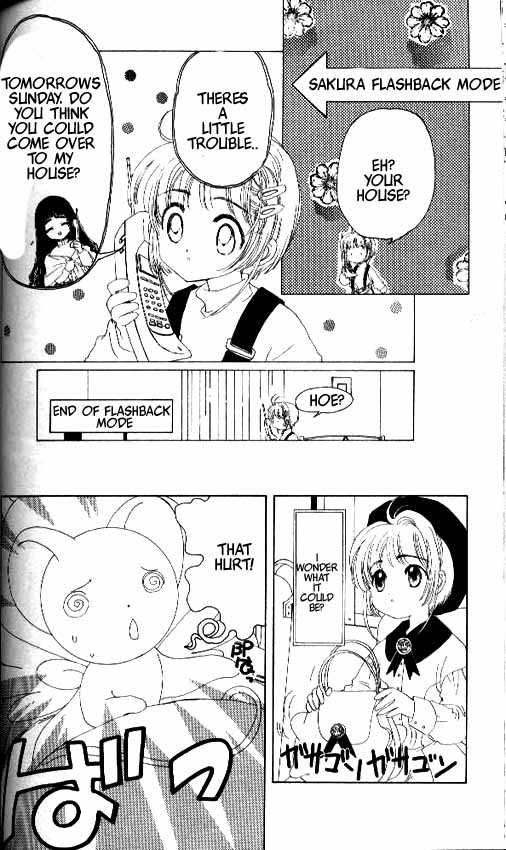 SAKURA FLASHBACK MODE
EH?
YOUR
HOUSE?
THERES
A
LITTLE
TROUBLE..
TOMORROWS
SUNDAY. DO
YOU THINK
YOU COULD
COME OVER
TO MY
HOUSE?
HOE?
END OF FLASHBACK
MODE
I
WONDER
WHAT
IT
COULD
BE?
ガサゴソ ガサゴソ
THAT
HURT!
ばっ